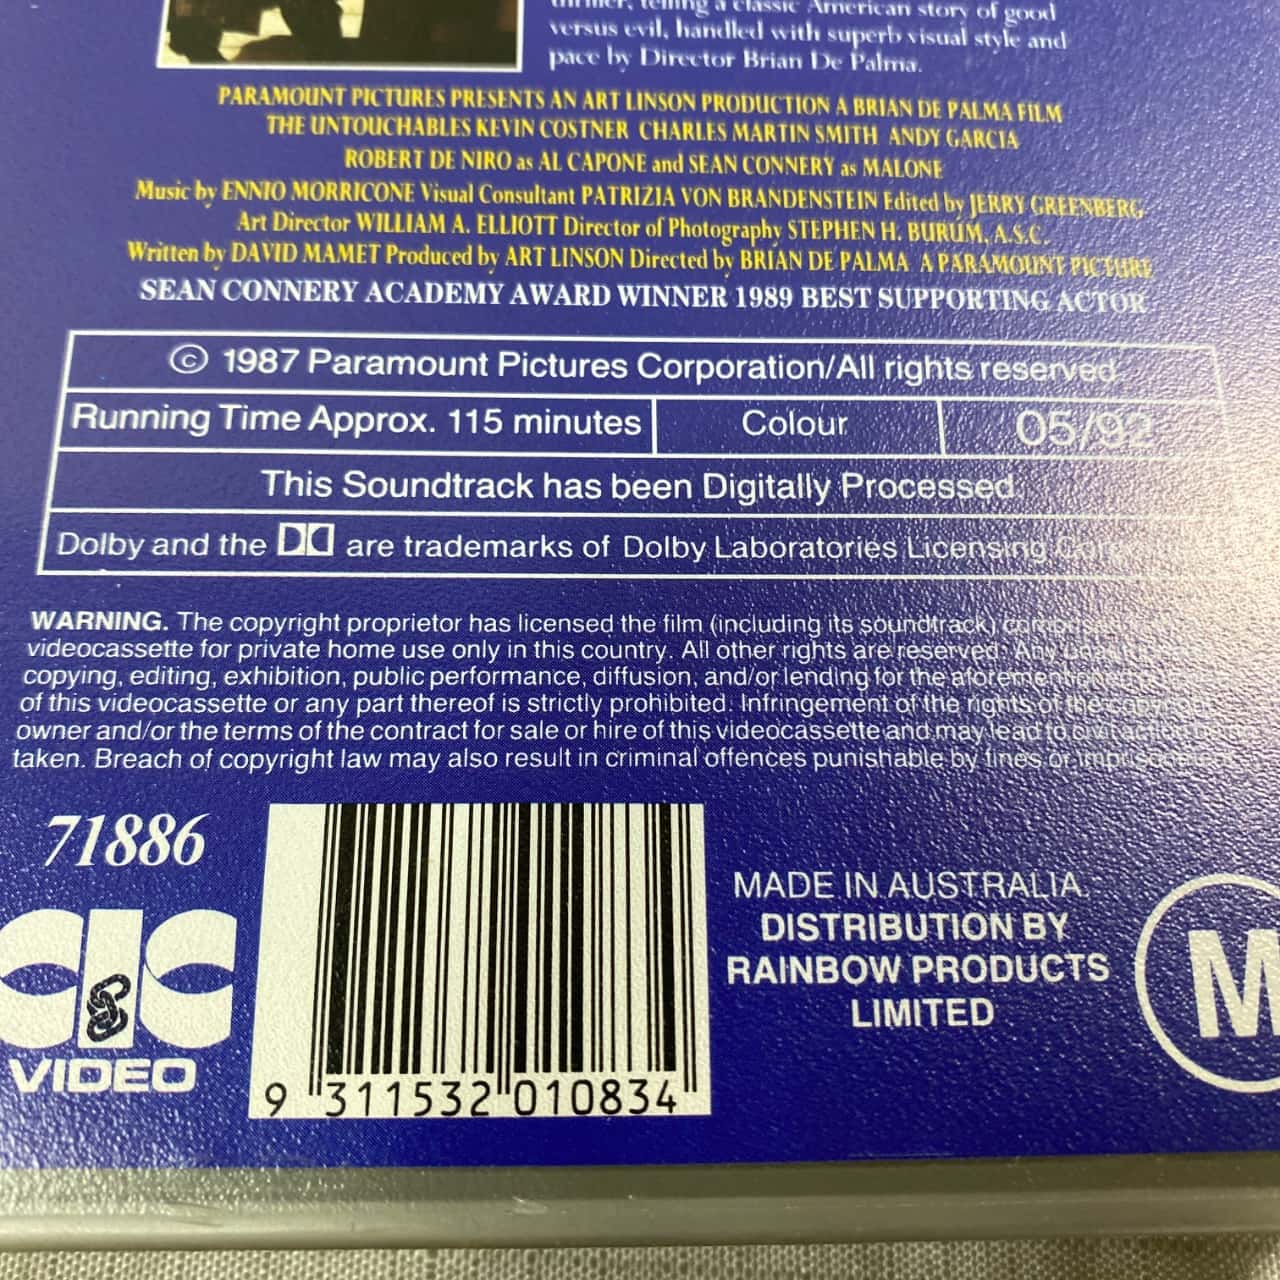 thriller, telling a classic American story of good
versus evil, handled with superb visual style and
pace by Director Brian De Palma.
PARAMOUNT PICTURES PRESENTS AN ART LINSON PRODUCTION A BRIAN DE PALMA FILM
THE UNTOUCHABLES KEVIN COSTNER CHARLES MARTIN SMITH ANDY GARCIA
ROBERT DE NIRO as AL CAPONE and SEAN CONNERY as MALONE
Music by ENNIO MORRICONE Visual Consultant PATRIZIA VON BRANDENSTEIN Edited by JERRY GREENBERG
Art Director WILLIAM A. ELLIOTT Director of Photography STEPHEN H. BURUM, A.S.C.
Written by DAVID MAMET Produced by ART LINSON Directed by BRIAN DE PALMA A PARAMOUNT PICTURE
SEAN CONNERY ACADEMY AWARD WINNER 1989 BEST SUPPORTING ACTOR
© 1987 Paramount Pictures Corporation/All rights reserved
Running Time Approx. 115 minutes Colour 05/92
This Soundtrack has been Digitally Processed
Dolby and the DD are trademarks of Dolby Laboratories Licensing
WARNING. The copyright proprietor has licensed the film (including its soundtrack)
videocassette for private home use only in this country. All other rights are reserved. Any
copying, editing, exhibition, public performance, diffusion, and/or lending for the aforementioned
of this videocassette or any part thereof is strictly prohibited. Infringement of the rights of the
owner and/or the terms of the contract for sale or hire of this videocassette and may lead to civil action
taken. Breach of copyright law may also result in criminal offences punishable by fines or imprisonment
71886
CIC
VIDEO
9 311532 010834
MADE IN AUSTRALIA
DISTRIBUTION BY
RAINBOW PRODUCTS
LIMITED
M